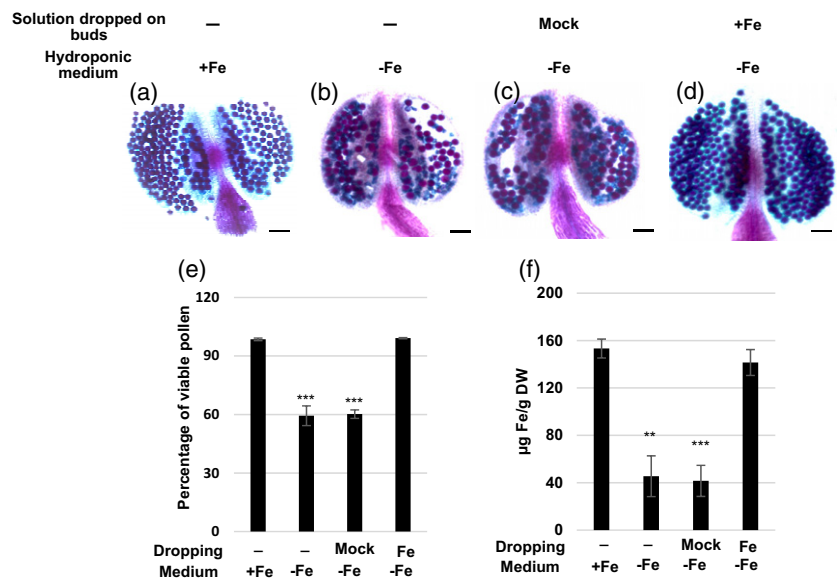 Solution dropped on buds — — Mock +Fe
Hydroponic medium +Fe -Fe -Fe -Fe
(a) (b) (c) (d)
(e)
Percentage of viable pollen
120
90
60
30
0
*** ***
Dropping – – Mock Fe
Medium +Fe -Fe -Fe -Fe
(f)
µg Fe/g DW
200
160
120
80
40
0
** ***
Dropping – – Mock Fe
Medium +Fe -Fe -Fe -Fe